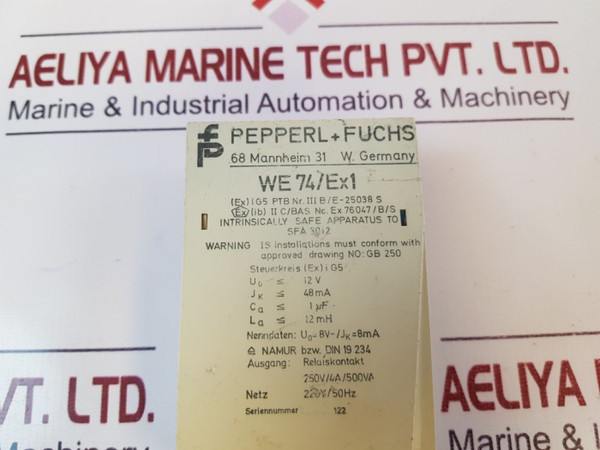 AELIYA MARINE TECH PVT. LTD.
Marine & Industrial Automation & Machinery
PEPPERL+FUCHS
68 Mannheim 31 W. Germany
WE 74/Ex1
(Ex) i G5 PTB Nr. III B/E-25038 S
(Ex) (ib) II C/BAS No. Ex 76047/B/S
INTRINSICALLY SAFE APPARATUS TO
SFA 3012
WARNING IS installations must conform with
approved drawing NO: GB 250
Steuerkreis (Ex) i G5
Uo ≤ 12 V
JK ≤ 48 mA
Ca ≤ 1 µF
La ≤ 12 mH
Nenndaten: Uo=8V-/JK=8mA
NAMUR bzw. DIN 19 234
Ausgang: Relaiskontakt
250V/4A/500VA
Netz 220V/50Hz
Seriennummer 122
VT. LTD.
Machinery
AELIYA M
Marine & Indus